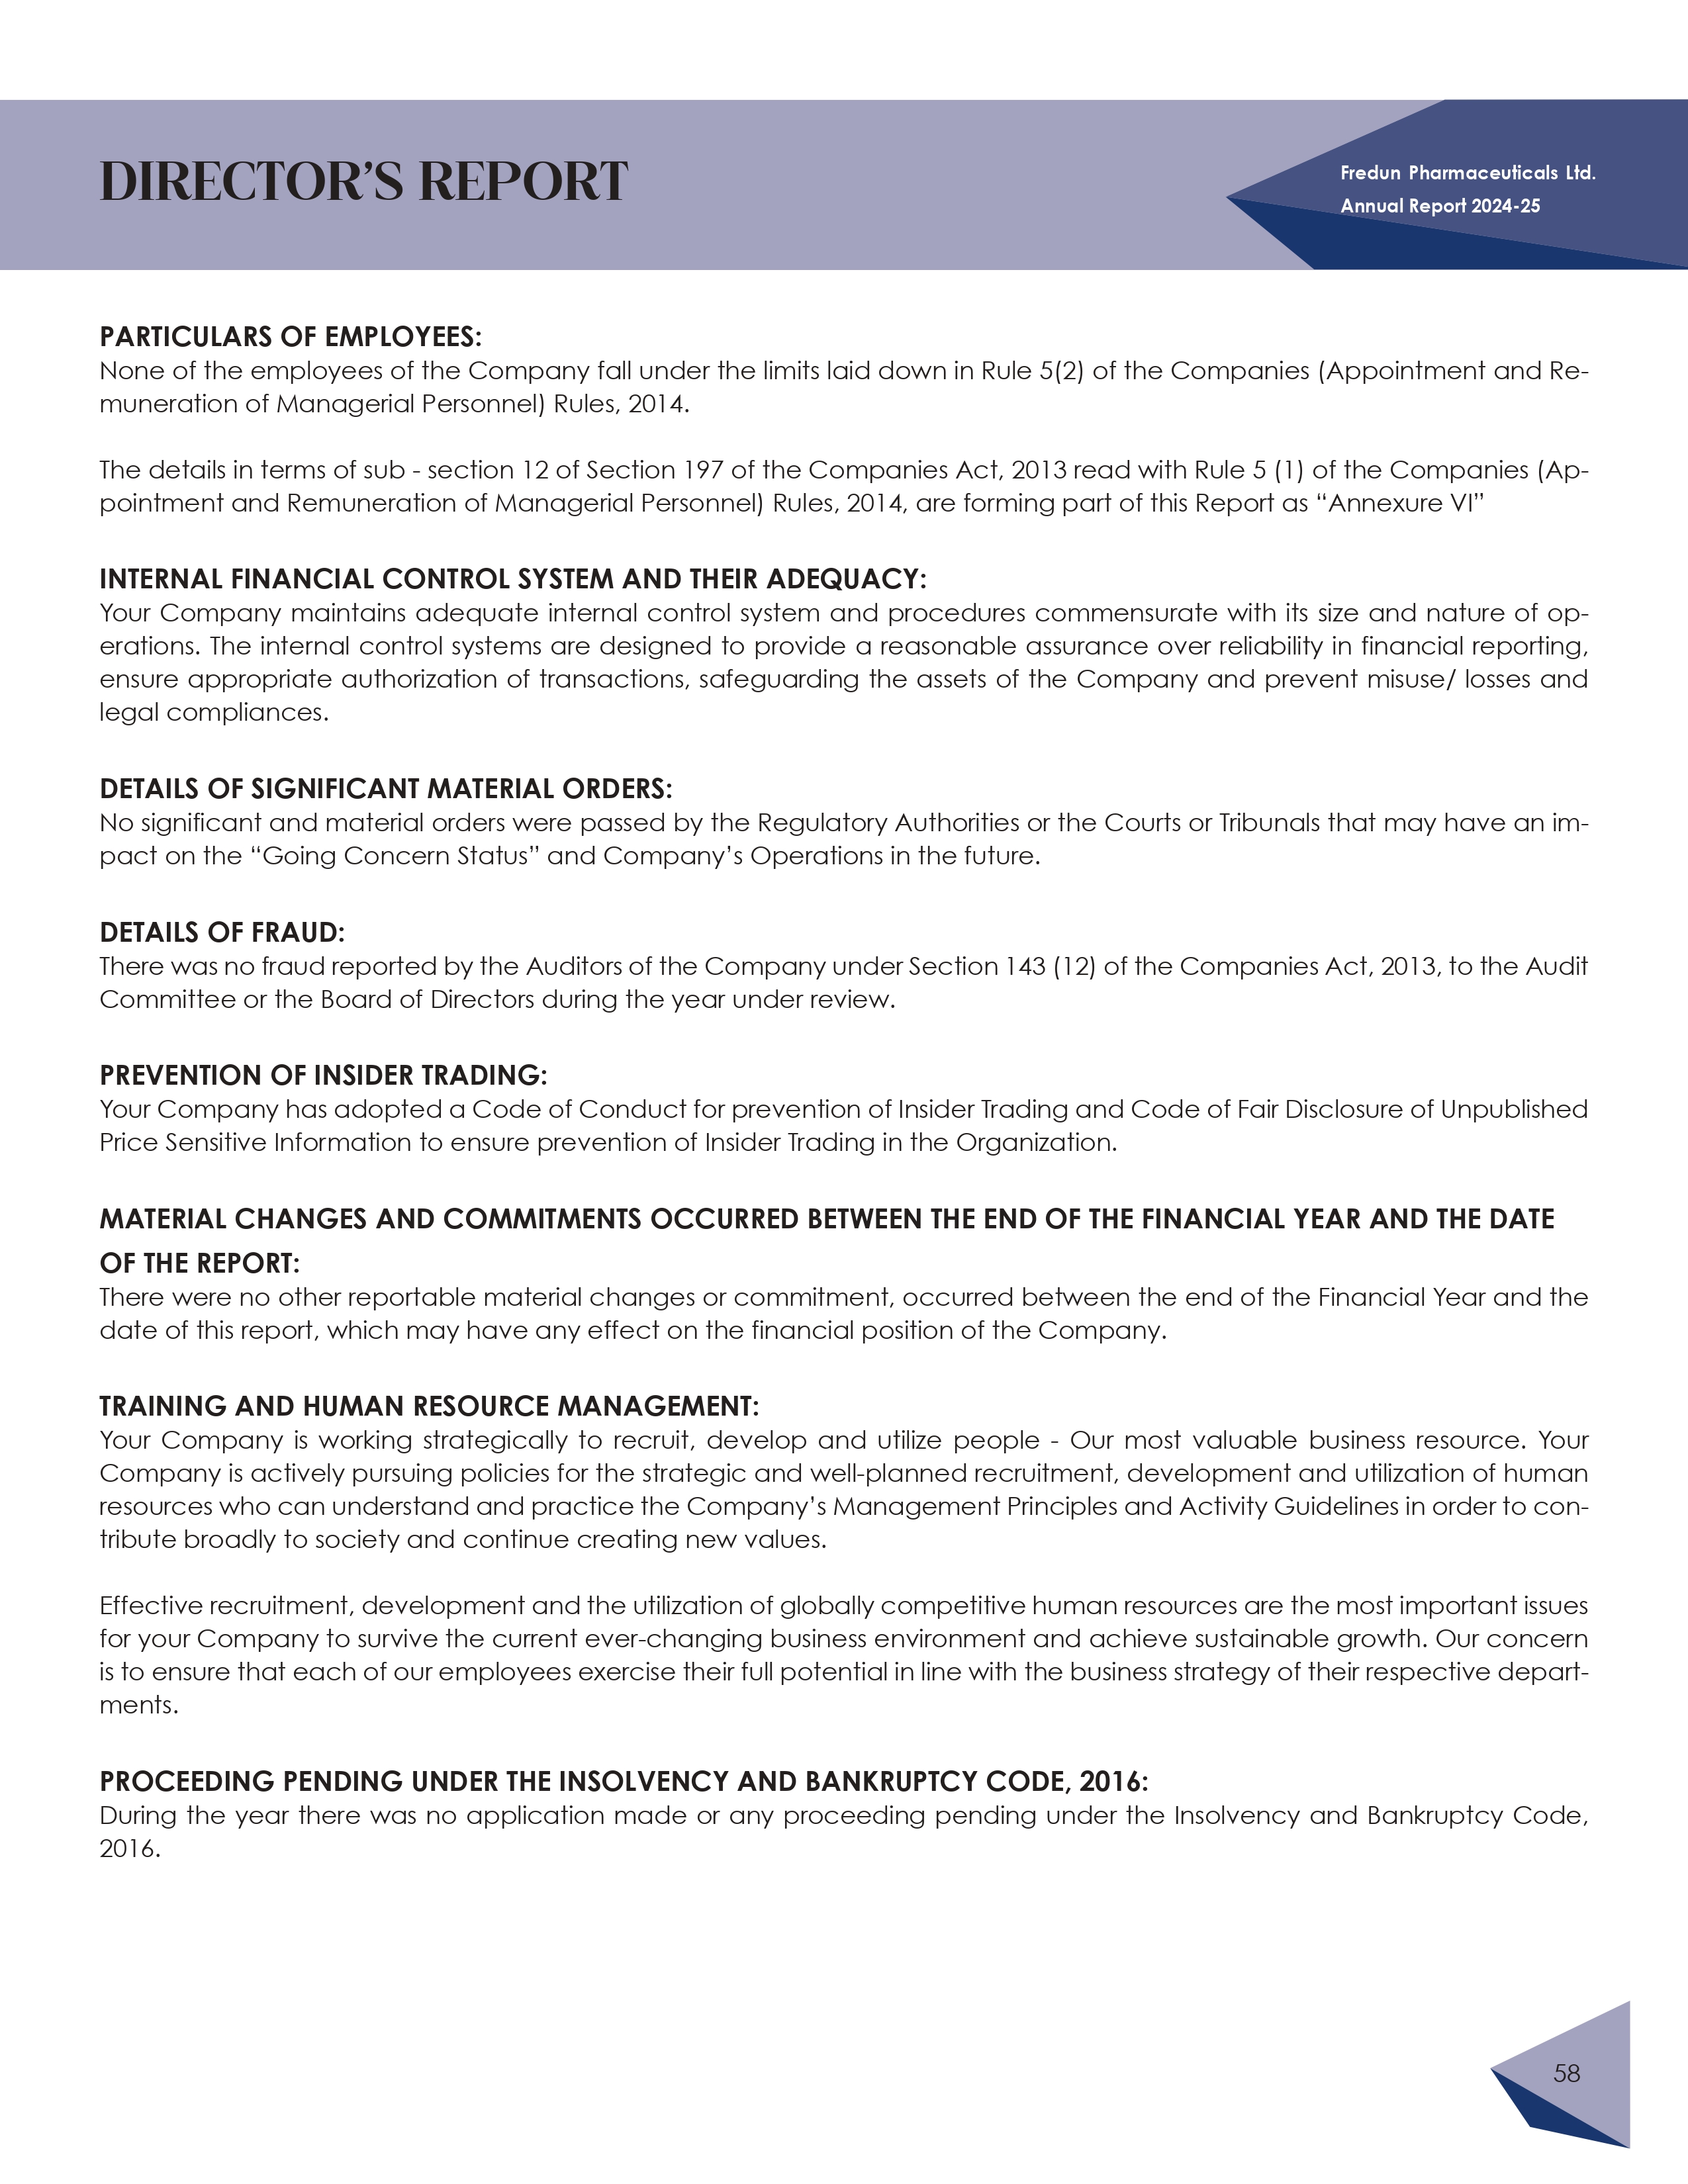 DIRECTOR’S REPORT
Fredun Pharmaceuticals Ltd.
Annual Report 2024-25
PARTICULARS OF EMPLOYEES:
None of the employees of the Company fall under the limits laid down in Rule 5(2) of the Companies (Appointment and Re-
muneration of Managerial Personnel) Rules, 2014.
The details in terms of sub - section 12 of Section 197 of the Companies Act, 2013 read with Rule 5 (1) of the Companies (Ap-
pointment and Remuneration of Managerial Personnel) Rules, 2014, are forming part of this Report as “Annexure VI”
INTERNAL FINANCIAL CONTROL SYSTEM AND THEIR ADEQUACY:
Your Company maintains adequate internal control system and procedures commensurate with its size and nature of op-
erations. The internal control systems are designed to provide a reasonable assurance over reliability in financial reporting,
ensure appropriate authorization of transactions, safeguarding the assets of the Company and prevent misuse/ losses and
legal compliances.
DETAILS OF SIGNIFICANT MATERIAL ORDERS:
No significant and material orders were passed by the Regulatory Authorities or the Courts or Tribunals that may have an im-
pact on the “Going Concern Status” and Company’s Operations in the future.
DETAILS OF FRAUD:
There was no fraud reported by the Auditors of the Company under Section 143 (12) of the Companies Act, 2013, to the Audit
Committee or the Board of Directors during the year under review.
PREVENTION OF INSIDER TRADING:
Your Company has adopted a Code of Conduct for prevention of Insider Trading and Code of Fair Disclosure of Unpublished
Price Sensitive Information to ensure prevention of Insider Trading in the Organization.
MATERIAL CHANGES AND COMMITMENTS OCCURRED BETWEEN THE END OF THE FINANCIAL YEAR AND THE DATE
OF THE REPORT:
There were no other reportable material changes or commitment, occurred between the end of the Financial Year and the
date of this report, which may have any effect on the financial position of the Company.
TRAINING AND HUMAN RESOURCE MANAGEMENT:
Your Company is working strategically to recruit, develop and utilize people - Our most valuable business resource. Your
Company is actively pursuing policies for the strategic and well-planned recruitment, development and utilization of human
resources who can understand and practice the Company’s Management Principles and Activity Guidelines in order to con-
tribute broadly to society and continue creating new values.
Effective recruitment, development and the utilization of globally competitive human resources are the most important issues
for your Company to survive the current ever-changing business environment and achieve sustainable growth. Our concern
is to ensure that each of our employees exercise their full potential in line with the business strategy of their respective depart-
ments.
PROCEEDING PENDING UNDER THE INSOLVENCY AND BANKRUPTCY CODE, 2016:
During the year there was no application made or any proceeding pending under the Insolvency and Bankruptcy Code,
2016.
58